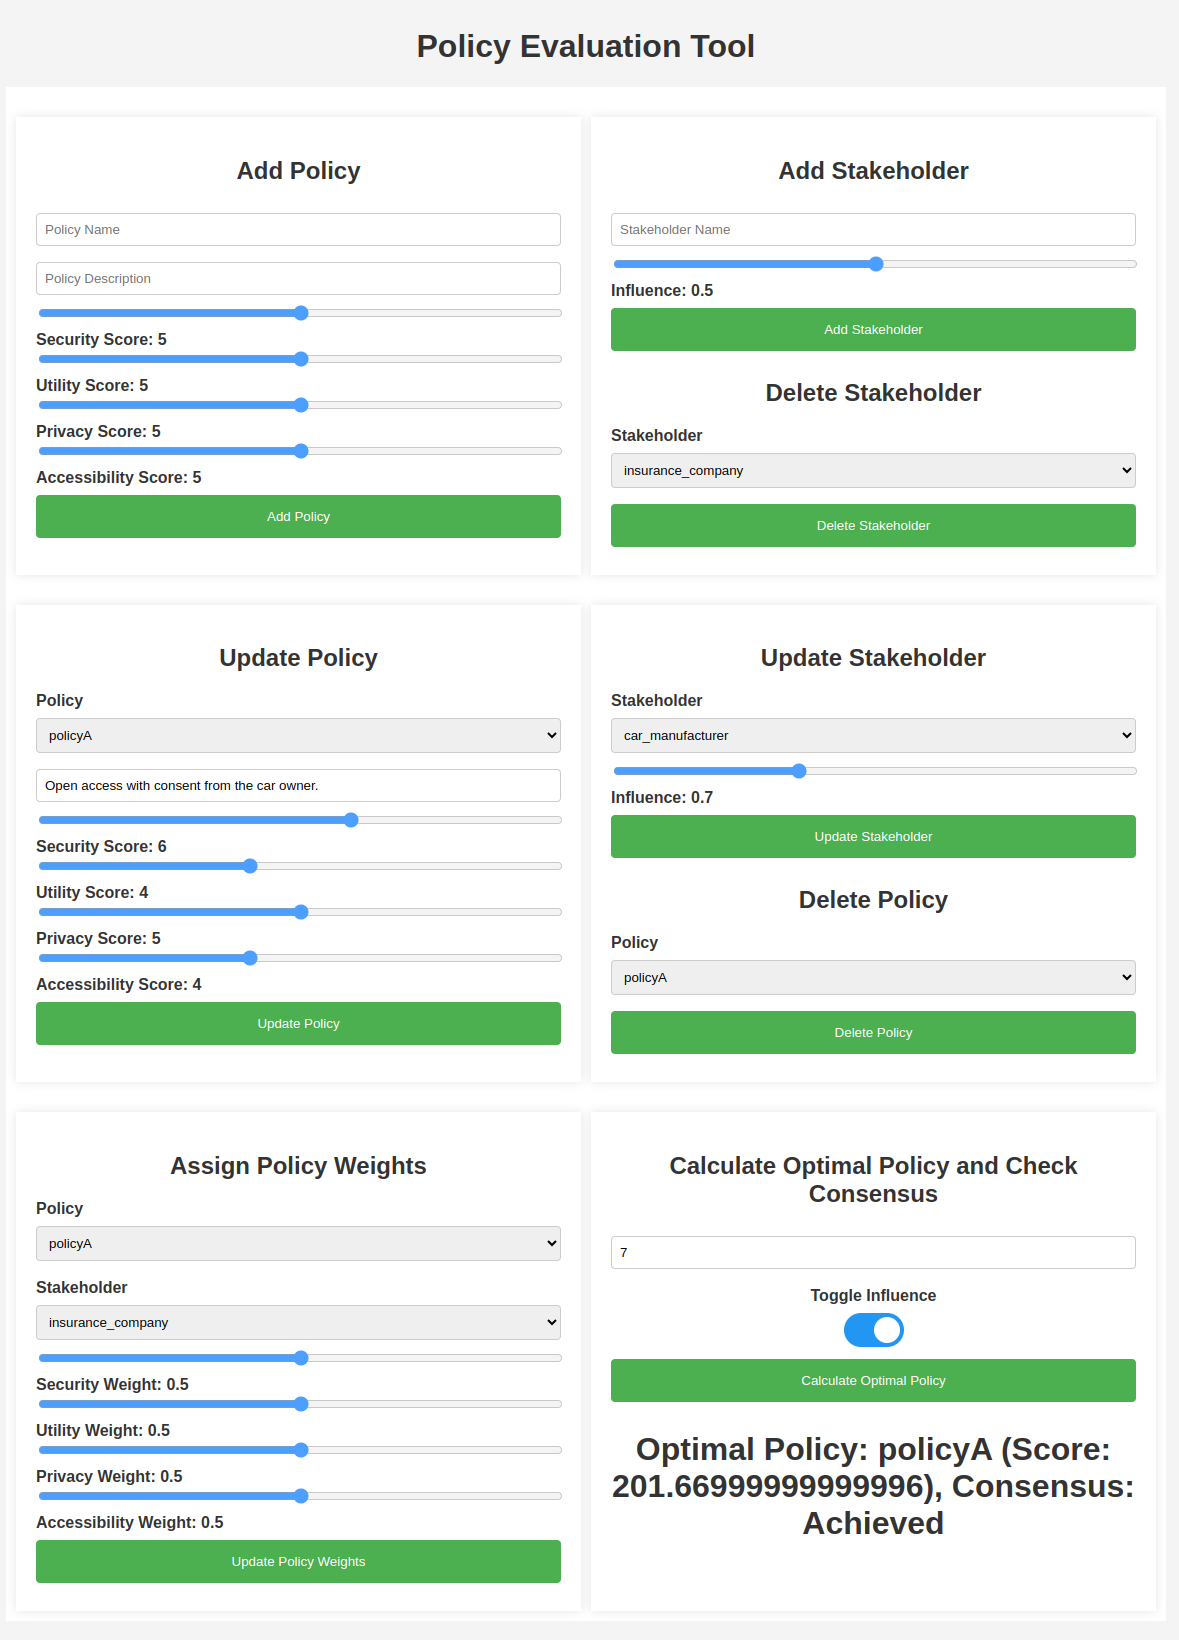 Policy Evaluation Tool
Add Policy
Policy Name
Policy Description
Security Score: 5
Utility Score: 5
Privacy Score: 5
Accessibility Score: 5
Add Policy
Add Stakeholder
Stakeholder Name
Influence: 0.5
Add Stakeholder
Delete Stakeholder
Stakeholder
insurance_company
Delete Stakeholder
Update Policy
Policy
policyA
Open access with consent from the car owner.
Security Score: 6
Utility Score: 4
Privacy Score: 5
Accessibility Score: 4
Update Policy
Update Stakeholder
Stakeholder
car_manufacturer
Influence: 0.7
Update Stakeholder
Delete Policy
Policy
policyA
Delete Policy
Assign Policy Weights
Policy
policyA
Stakeholder
insurance_company
Security Weight: 0.5
Utility Weight: 0.5
Privacy Weight: 0.5
Accessibility Weight: 0.5
Update Policy Weights
Calculate Optimal Policy and Check
Consensus
7
Toggle Influence
Calculate Optimal Policy
Optimal Policy: policyA (Score:
201.66999999999996), Consensus:
Achieved